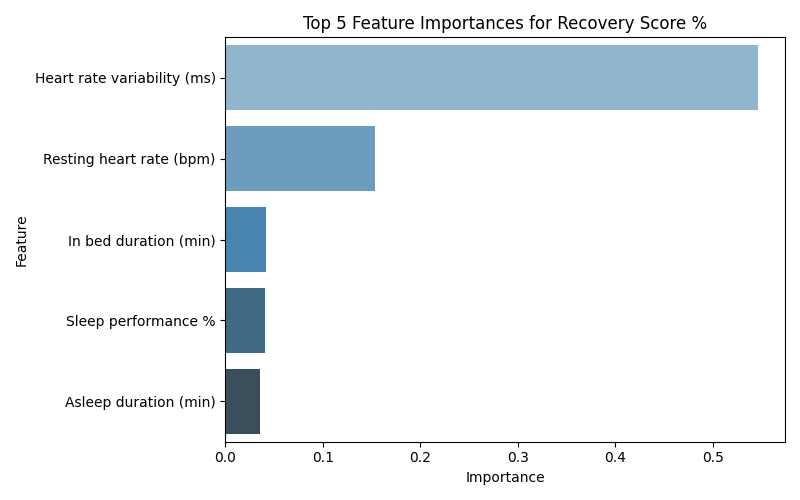 Top 5 Feature Importances for Recovery Score %
Feature
Heart rate variability (ms)
Resting heart rate (bpm)
In bed duration (min)
Sleep performance %
Asleep duration (min)
0.0 0.1 0.2 0.3 0.4 0.5
Importance